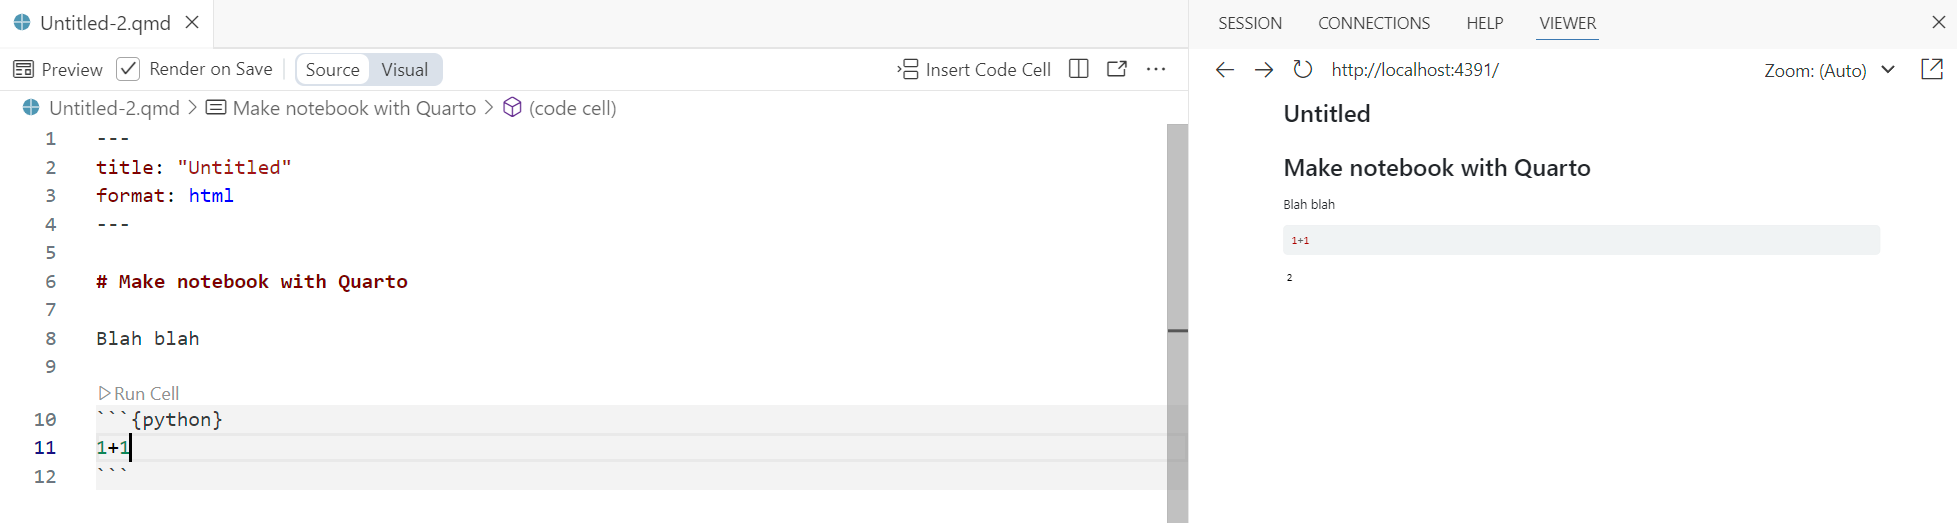 Untitled-2.qmd
Preview Render on Save Source Visual Insert Code Cell ...
Untitled-2.qmd > Make notebook with Quarto > (code cell)
1 ---
2 title: "Untitled"
3 format: html
4 ---
5
6 # Make notebook with Quarto
7
8 Blah blah
9
Run Cell
10 ```{python}
11 1+1
12 ```
SESSION CONNECTIONS HELP VIEWER
http://localhost:4391/ Zoom: (Auto)
Untitled
Make notebook with Quarto
Blah blah
1+1
2